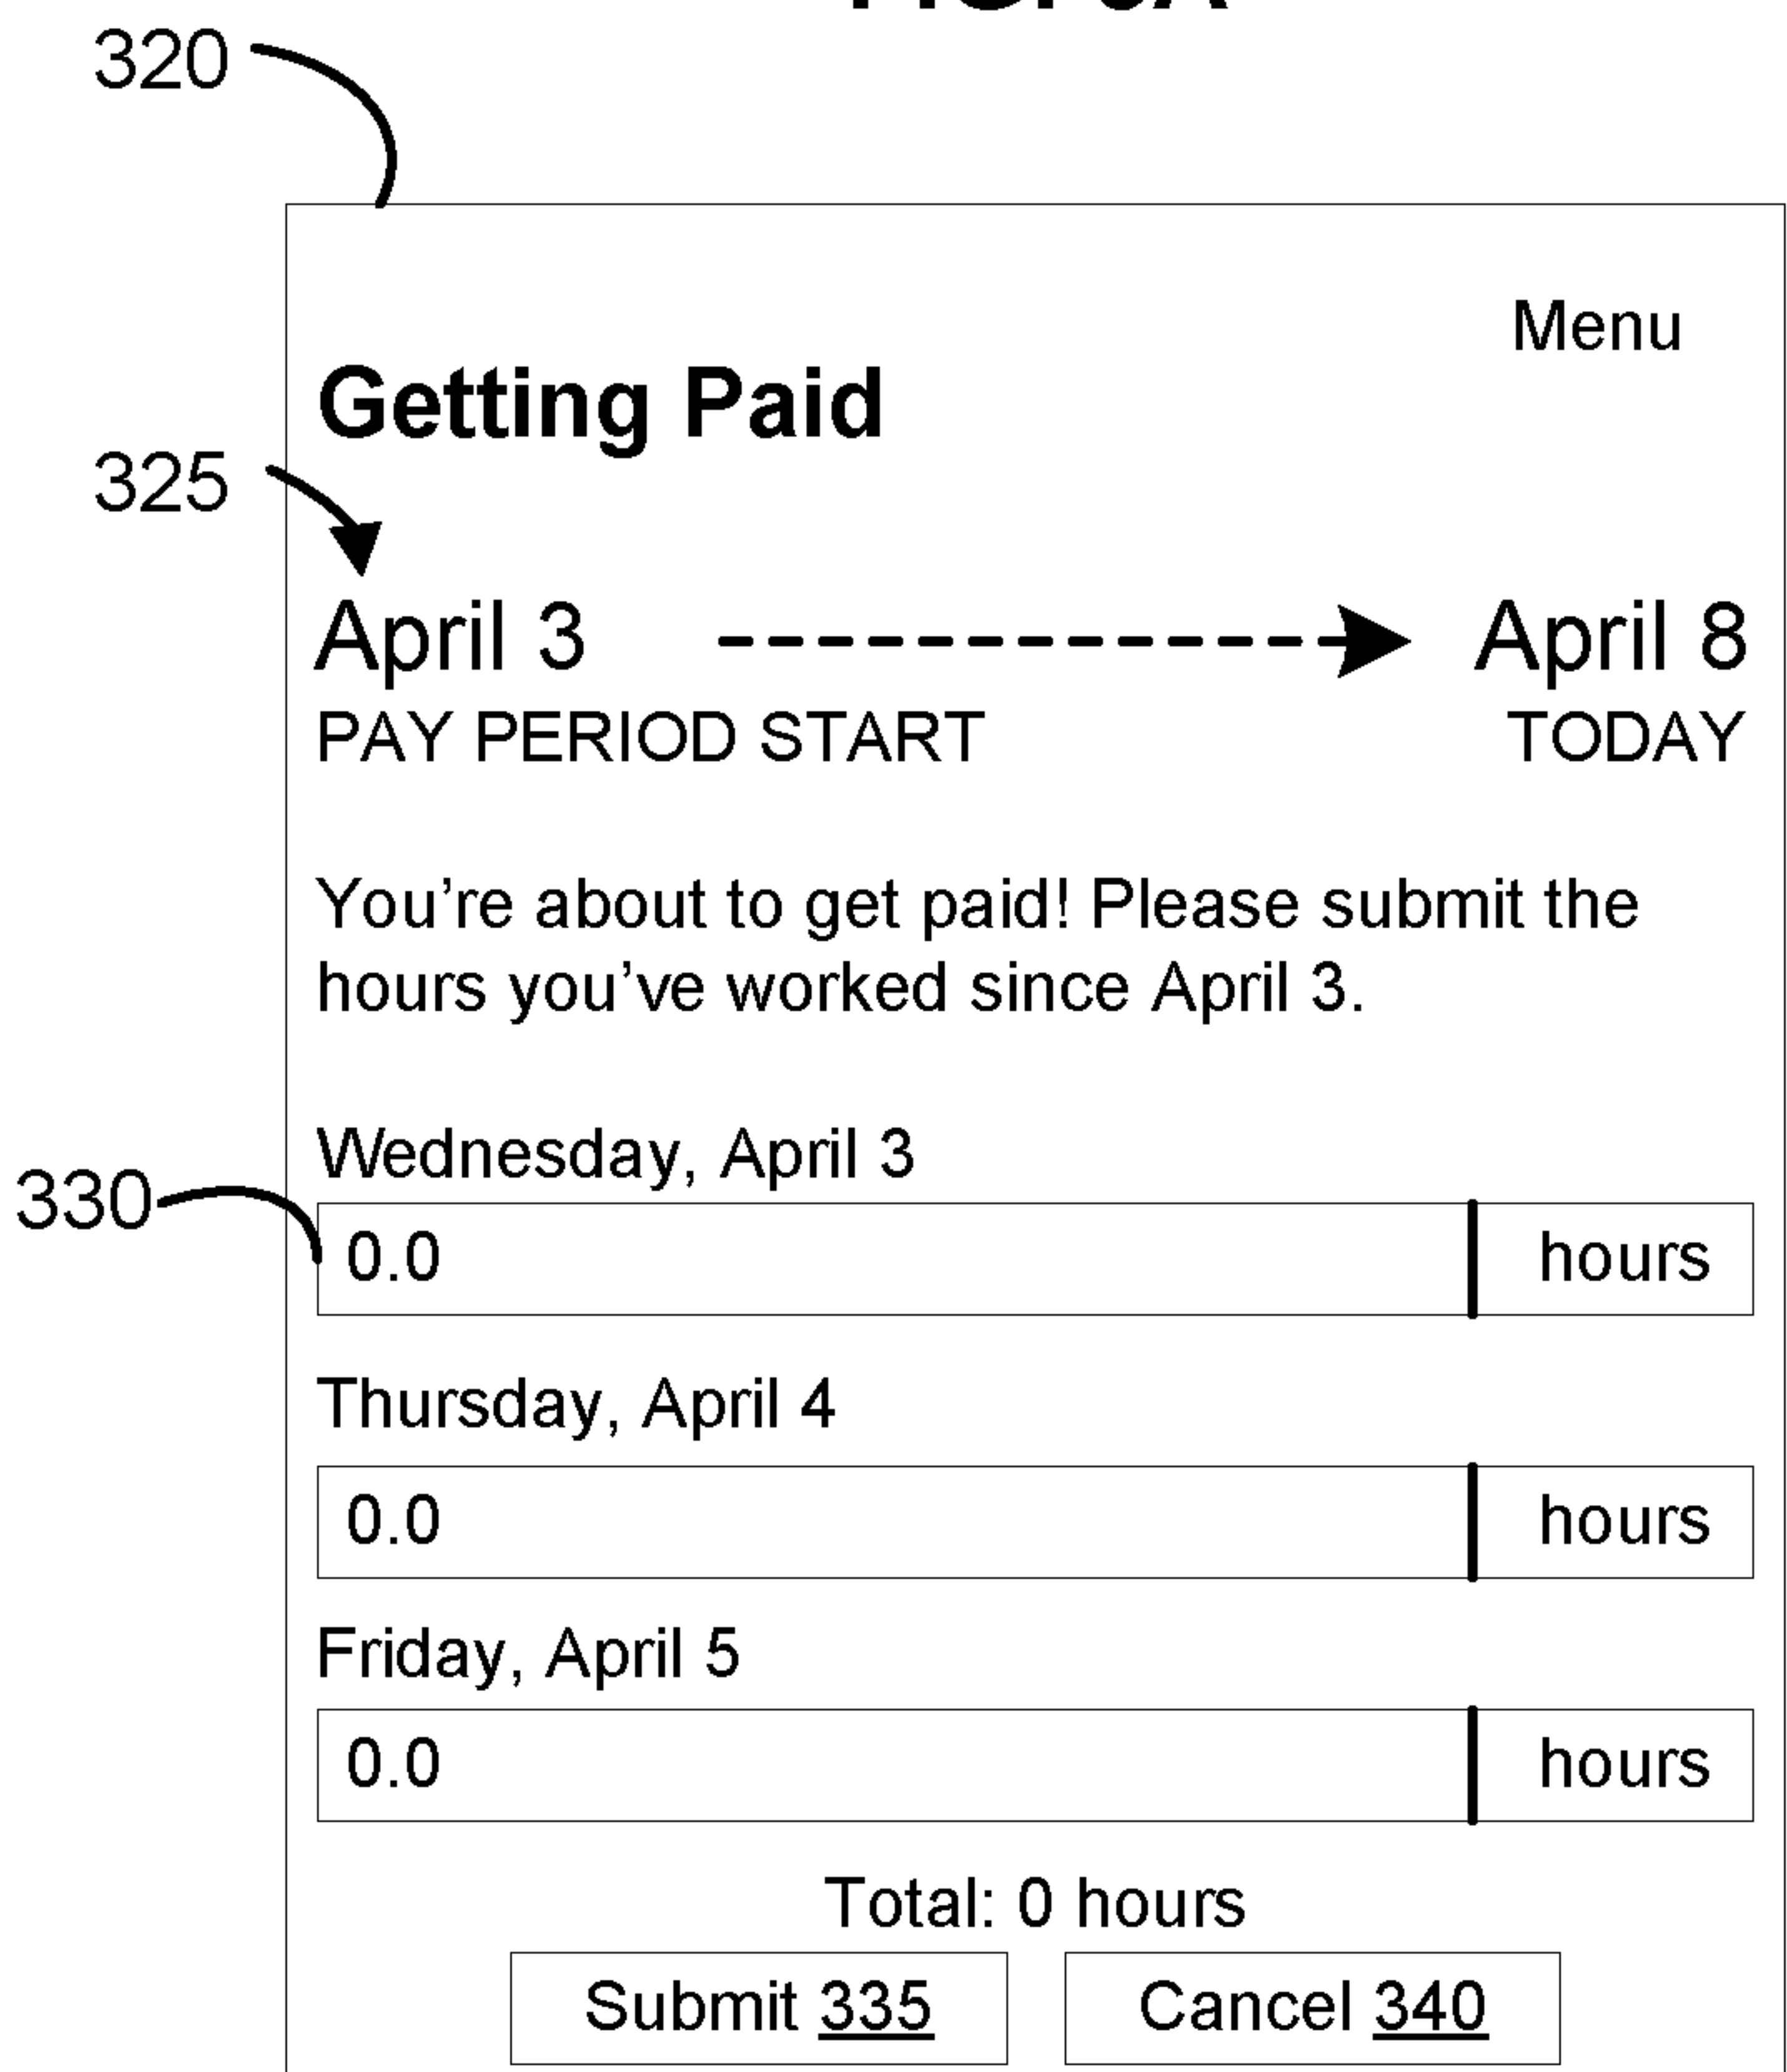 320
Menu
Getting Paid
325
April 3 April 8
PAY PERIOD START TODAY
You're about to get paid! Please submit the
hours you've worked since April 3.
Wednesday, April 3
330
0.0 hours
Thursday, April 4
0.0 hours
Friday, April 5
0.0 hours
Total: 0 hours
Submit 335 Cancel 340